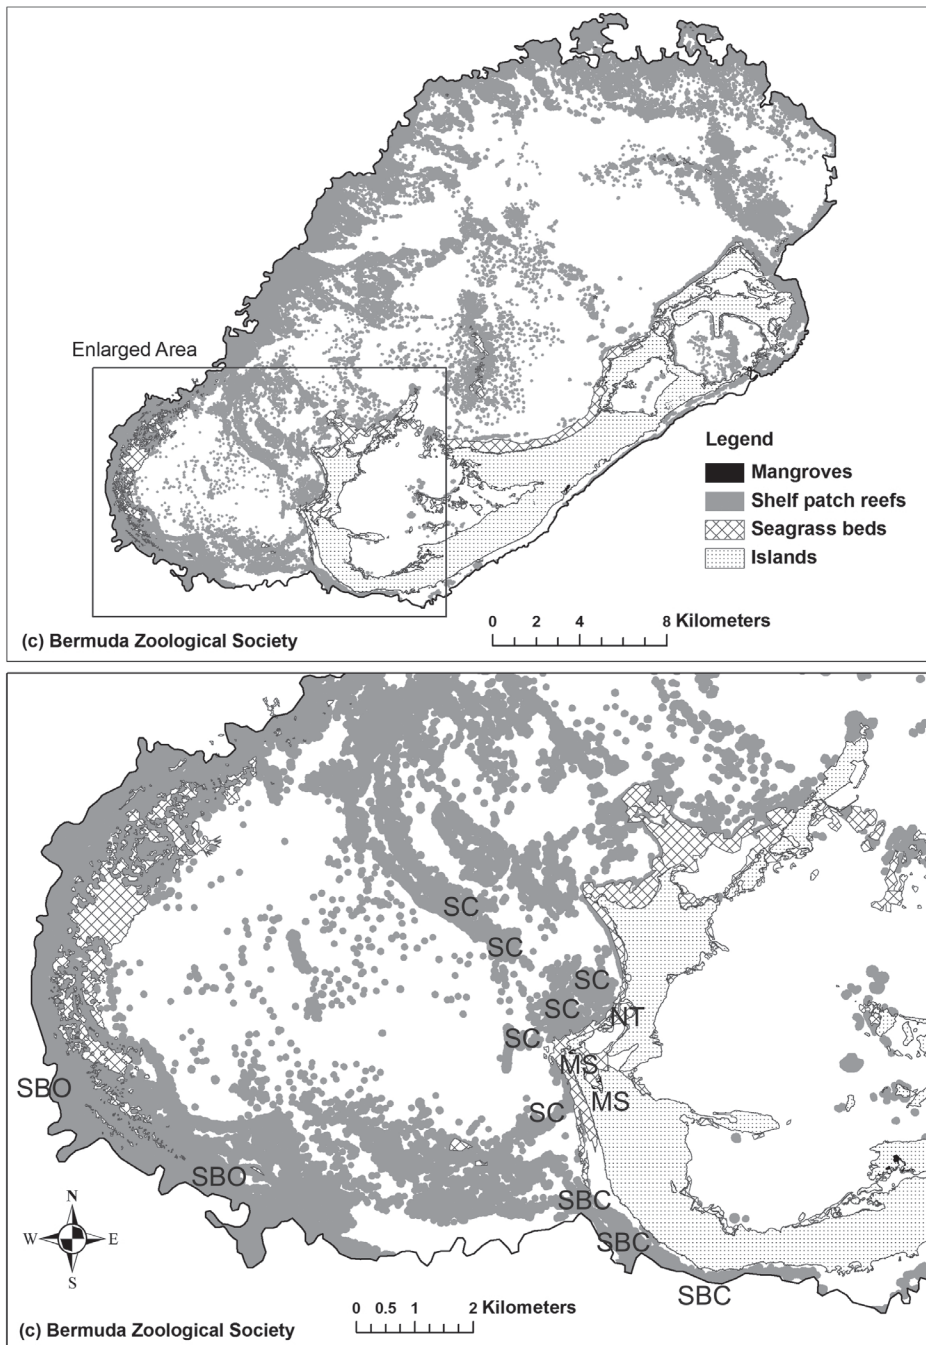 Enlarged Area
Legend
Mangroves
Shelf patch reefs
Seagrass beds
Islands
0 2 4 8 Kilometers
(c) Bermuda Zoological Society
SC
SC
SC
SC
NT
SC
MS
SBO
MS
SC
SBO
SBC
N
W E
S
SBC
SBC
0 0.5 1 2 Kilometers
(c) Bermuda Zoological Society